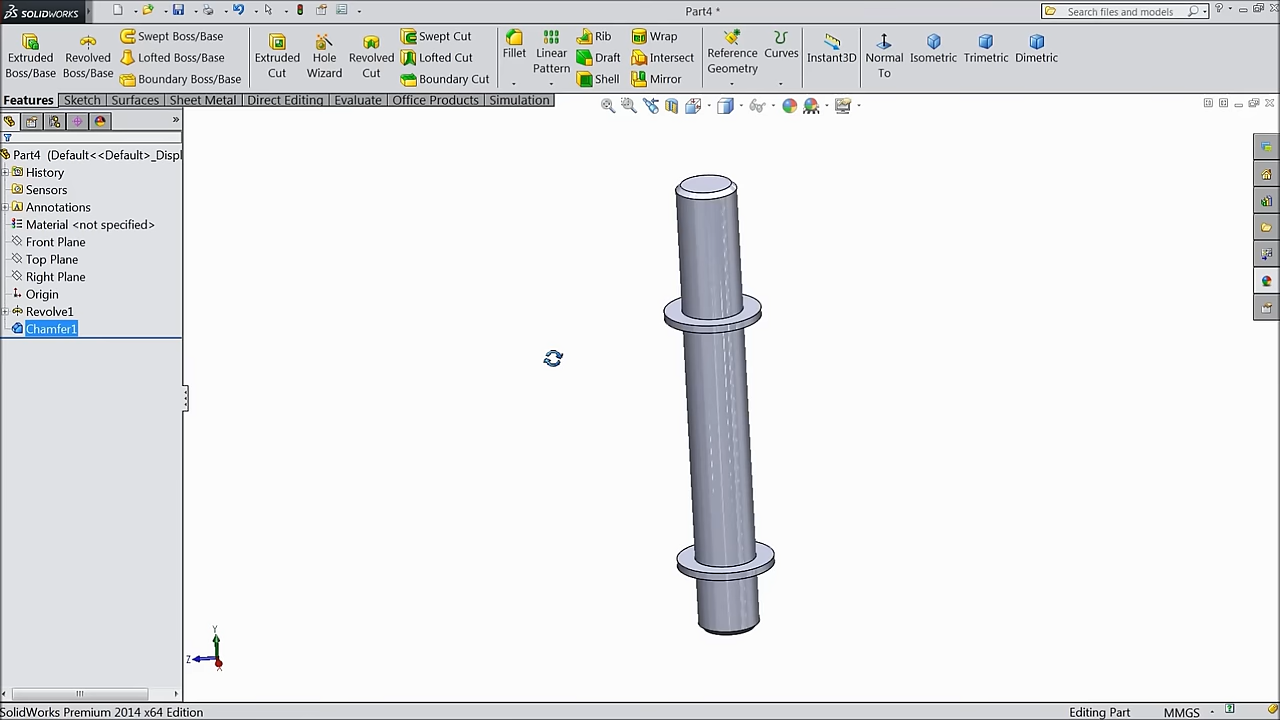 SOLIDWORKS
Part4 *
Search files and models
Extruded Boss/Base
Revolved Boss/Base
Swept Boss/Base
Lofted Boss/Base
Boundary Boss/Base
Extruded Cut
Hole Wizard
Revolved Cut
Swept Cut
Lofted Cut
Boundary Cut
Fillet
Linear Pattern
Rib
Draft
Shell
Wrap
Intersect
Mirror
Reference Geometry
Curves
Instant3D
Normal To
Isometric
Trimetric
Dimetric
Features
Sketch
Surfaces
Sheet Metal
Direct Editing
Evaluate
Office Products
Simulation
Part4 (Default<<Default>_Displ
History
Sensors
Annotations
Material <not specified>
Front Plane
Top Plane
Right Plane
Origin
Revolve1
Chamfer1
Y
Z
X
SolidWorks Premium 2014 x64 Edition
Editing Part
MMGS